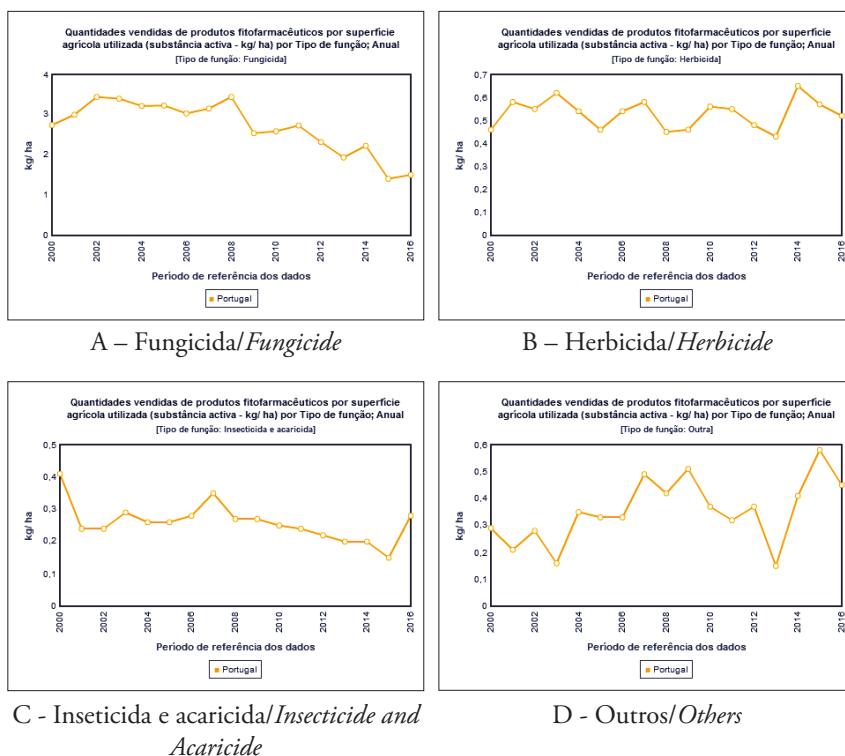 Quantidades vendidas de produtos fitofarmacêuticos por superfície
agrícola utilizada (substância activa - kg/ ha) por Tipo de função; Anual
[Tipo de função: Fungicida]
4
3
2
1
0
kg/ ha
2000
2002
2004
2006
2008
2010
2012
2014
2016
Período de referência dos dados
Portugal
A – Fungicida/Fungicide
Quantidades vendidas de produtos fitofarmacêuticos por superfície
agrícola utilizada (substância activa - kg/ ha) por Tipo de função; Anual
[Tipo de função: Herbicida]
0,7
0,6
0,5
0,4
0,3
0,2
0,1
0
kg/ ha
2000
2002
2004
2006
2008
2010
2012
2014
2016
Período de referência dos dados
Portugal
B – Herbicida/Herbicide
Quantidades vendidas de produtos fitofarmacêuticos por superfície
agrícola utilizada (substância activa - kg/ ha) por Tipo de função; Anual
[Tipo de função: Insecticida e acaricida]
0,5
0,4
0,3
0,2
0,1
0
kg/ ha
2000
2002
2004
2006
2008
2010
2012
2014
2016
Período de referência dos dados
Portugal
C - Inseticida e acaricida/Insecticide and
Acaricide
Quantidades vendidas de produtos fitofarmacêuticos por superfície
agrícola utilizada (substância activa - kg/ ha) por Tipo de função; Anual
[Tipo de função: Outra]
0,6
0,5
0,4
0,3
0,2
0,1
0
kg/ ha
2000
2002
2004
2006
2008
2010
2012
2014
2016
Período de referência dos dados
Portugal
D - Outros/Others